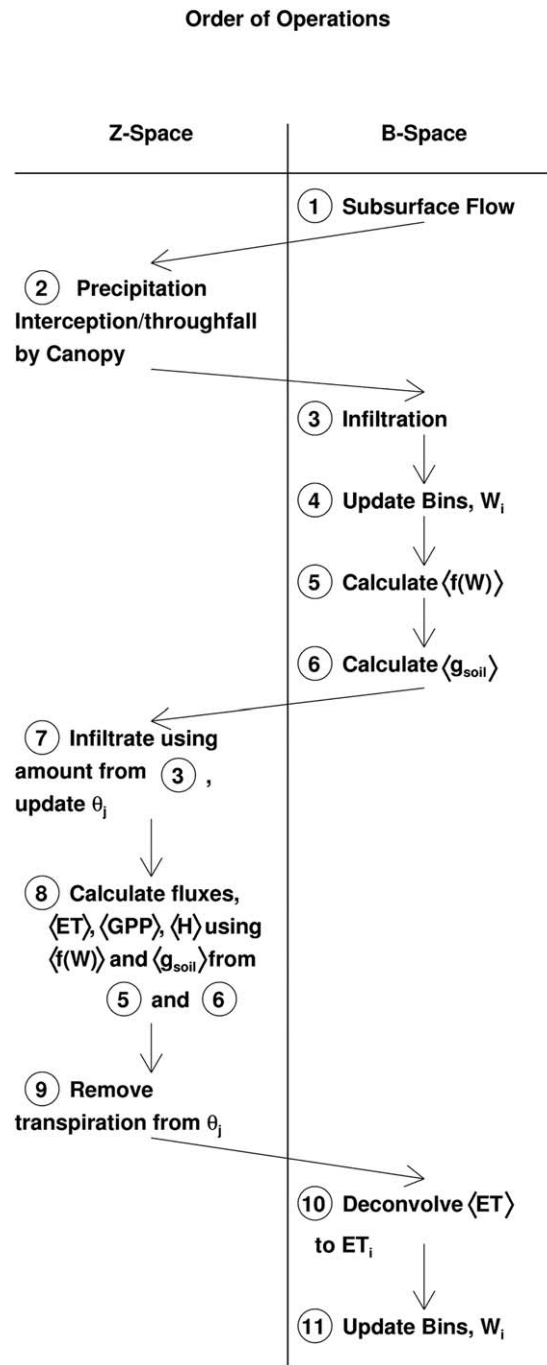 Order of Operations
Z-Space
B-Space
1 Subsurface Flow
2 Precipitation
Interception/throughfall
by Canopy
3 Infiltration
4 Update Bins, Wᵢ
5 Calculate ⟨f(W)⟩
6 Calculate ⟨gₛₒᵢₗ⟩
7 Infiltrate using
amount from 3 ,
update θⱼ
8 Calculate fluxes,
⟨ET⟩, ⟨GPP⟩, ⟨H⟩ using
⟨f(W)⟩ and ⟨gₛₒᵢₗ⟩ from
5 and 6
9 Remove
transpiration from θⱼ
10 Deconvolve ⟨ET⟩
to ETᵢ
11 Update Bins, Wᵢ